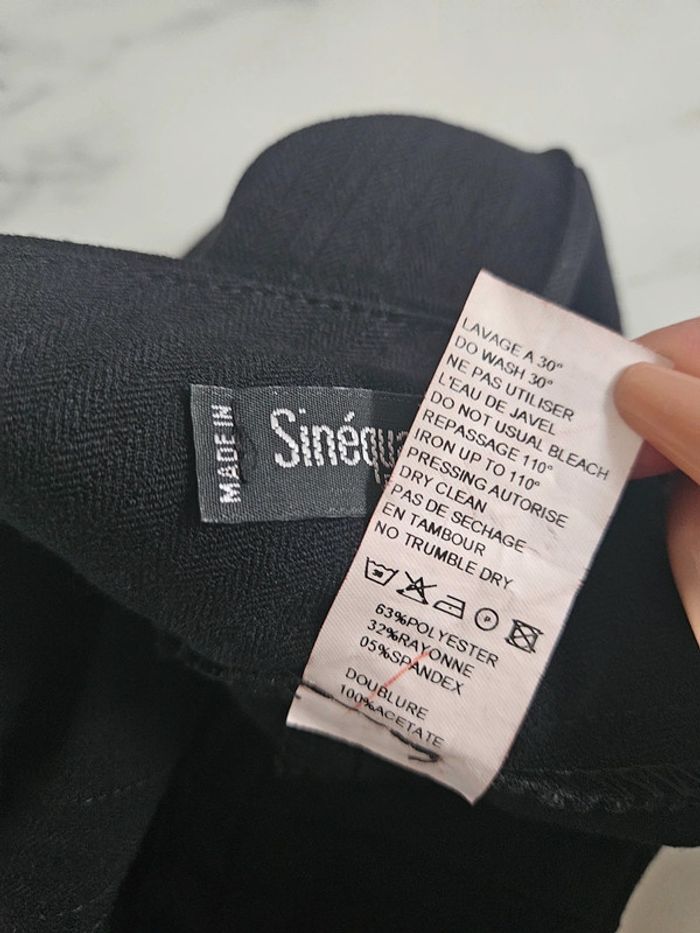 MADE IN
Sinéqua
LAVAGE A 30°
DO WASH 30°
NE PAS UTILISER
L'EAU DE JAVEL
DO NOT USUAL BLEACH
REPASSAGE 110°
IRON UP TO 110°
PRESSING AUTORISE
DRY CLEAN
PAS DE SECHAGE
EN TAMBOUR
NO TRUMBLE DRY
30 P
63%POLYESTER
32%RAYONNE
05%SPANDEX
DOUBLURE
100%ACETATE